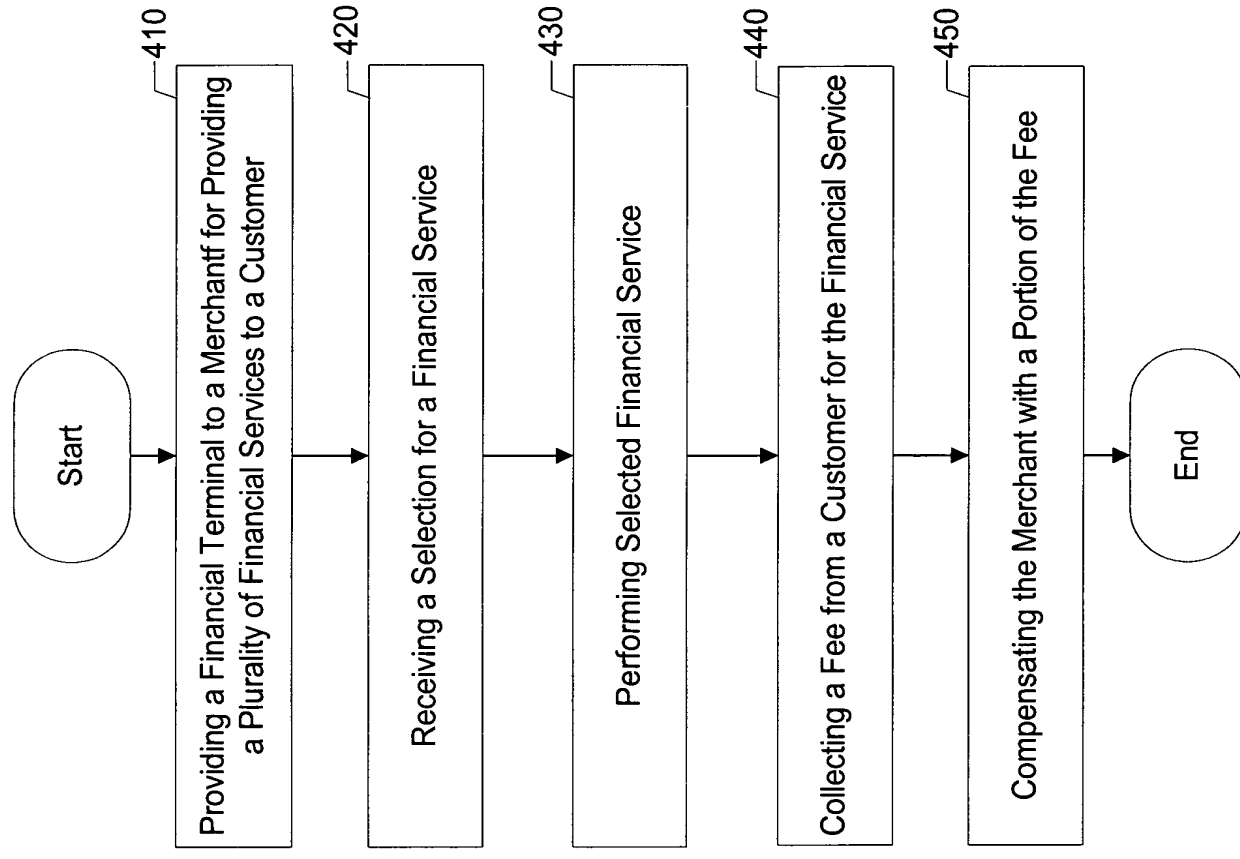 Start
410
Providing a Financial Terminal to a Merchantf for Providing
a Plurality of Financial Services to a Customer
420
Receiving a Selection for a Financial Service
430
Performing Selected Financial Service
440
Collecting a Fee from a Customer for the Financial Service
450
Compensating the Merchant with a Portion of the Fee
End